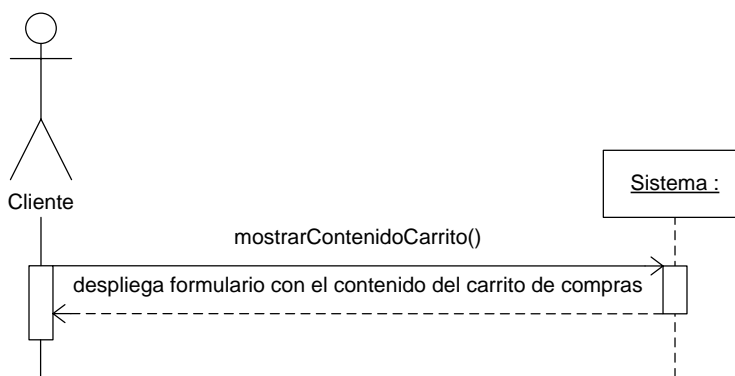 Cliente
Sistema :
mostrarContenidoCarrito()
despliega formulario con el contenido del carrito de compras